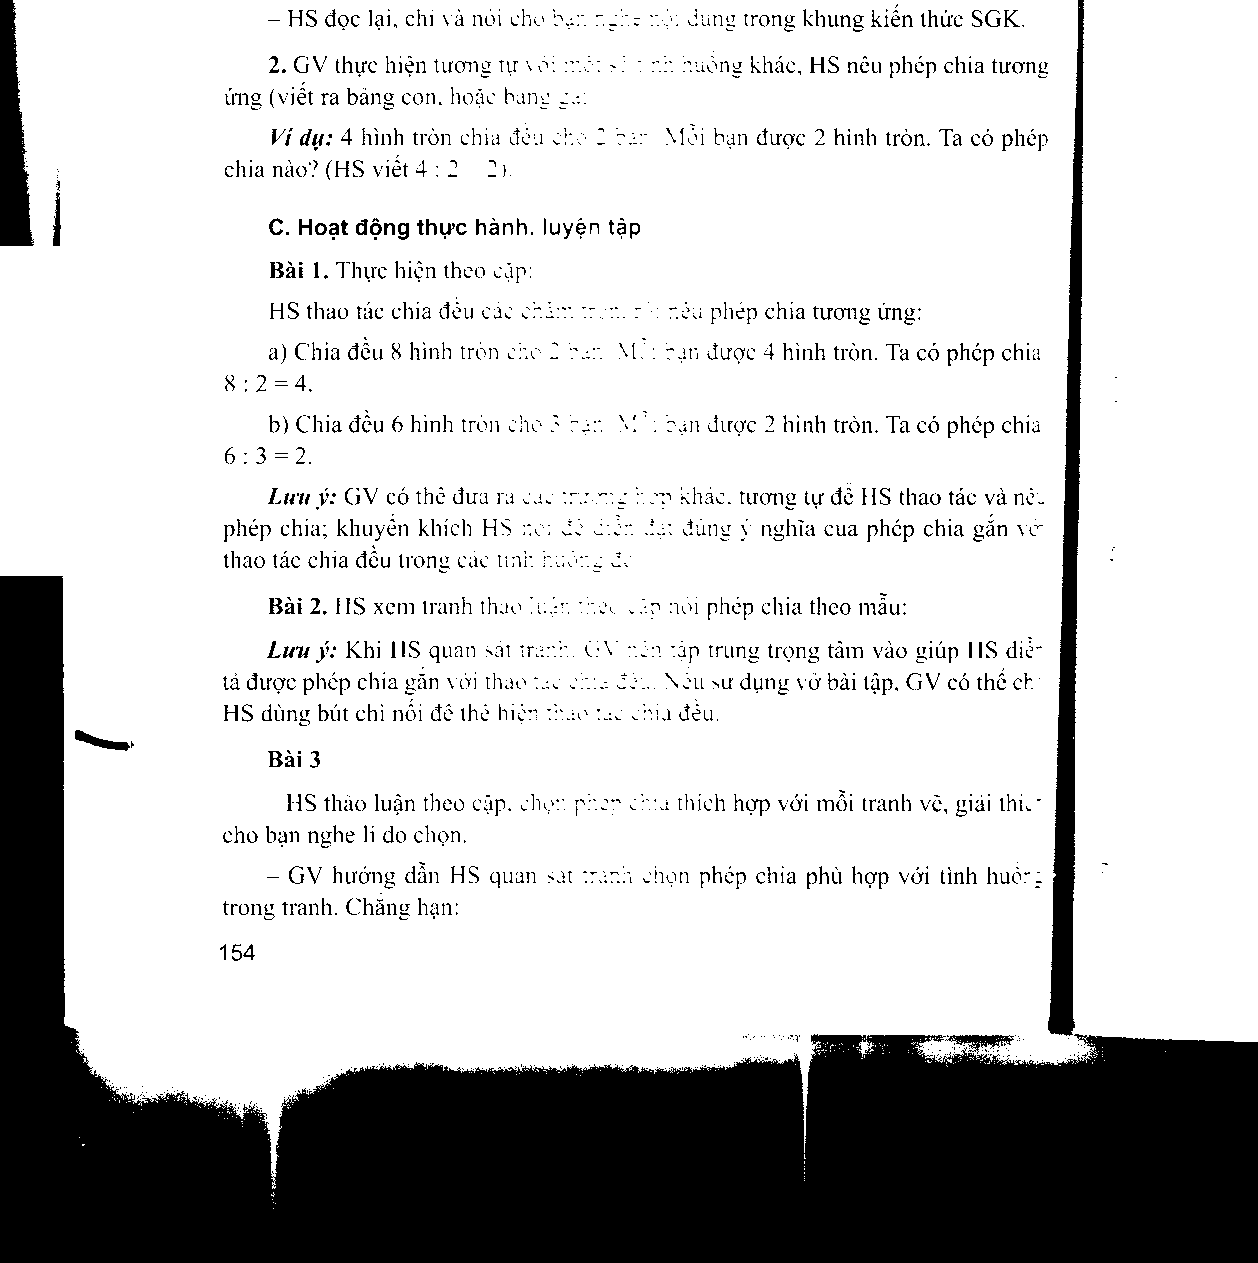 – HS đọc lại, chỉ và nói cho bạn nghe nội dung trong khung kiến thức SGK.
2. GV thực hiện tương tự với một số tình huống khác, HS nêu phép chia tương
ứng (viết ra bảng con, hoặc bảng
Ví dụ: 4 hình tròn chia đều cho 2 bạn. Mỗi bạn được 2 hình tròn. Ta có phép
chia nào? (HS viết 4 : 2 = 2).
C. Hoạt động thực hành, luyện tập
Bài 1. Thực hiện theo cặp:
HS thao tác chia đều các chấm tròn nêu phép chia tương ứng:
a) Chia đều 8 hình tròn cho 2 bạn. Mỗi bạn được 4 hình tròn. Ta có phép chia
8 : 2 = 4.
b) Chia đều 6 hình tròn cho 3 bạn. Mỗi bạn được 2 hình tròn. Ta có phép chia
6 : 3 = 2.
Lưu ý: GV có thể đưa ra các trường hợp khác, tương tự để HS thao tác và nêu
phép chia; khuyến khích HS nói để diễn đạt đúng ý nghĩa của phép chia gắn với
thao tác chia đều trong các tình huống đó
Bài 2. HS xem tranh thảo luận theo cặp nói phép chia theo mẫu:
Lưu ý: Khi HS quan sát tranh, GV nên tập trung trọng tâm vào giúp HS diễn
tả được phép chia gắn với thao tác chia đều. Nếu sử dụng vở bài tập, GV có thể cho
HS dùng bút chì nối để thể hiện thao tác chia đều.
Bài 3
HS thảo luận theo cặp, chọn phép chia thích hợp với mỗi tranh vẽ, giải thích
cho bạn nghe lí do chọn.
– GV hướng dẫn HS quan sát tranh chọn phép chia phù hợp với tình huống
trong tranh. Chẳng hạn:
154